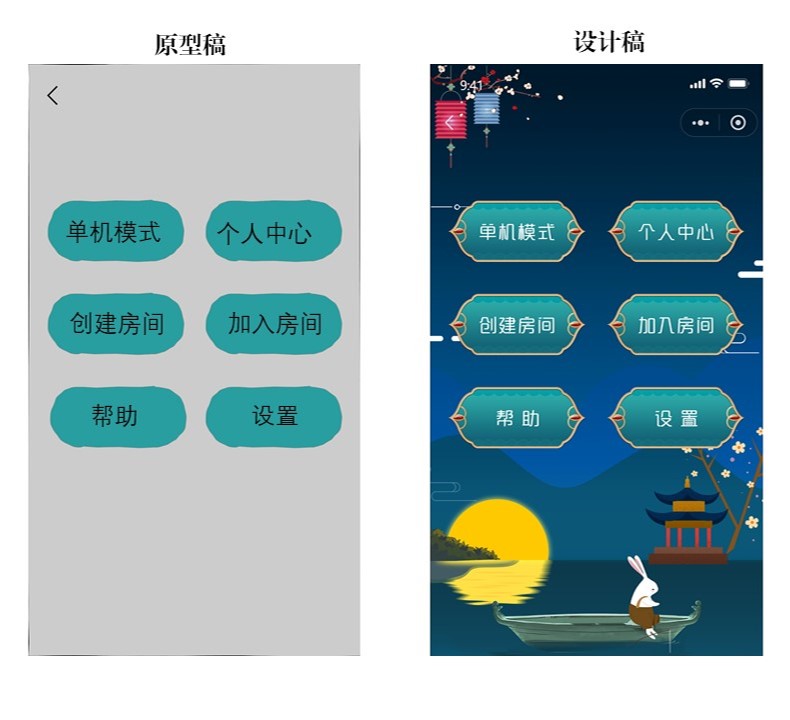 原型稿
设计稿
单机模式
个人中心
创建房间
加入房间
帮助
设置
9:41
单机模式
个人中心
创建房间
加入房间
帮 助
设 置